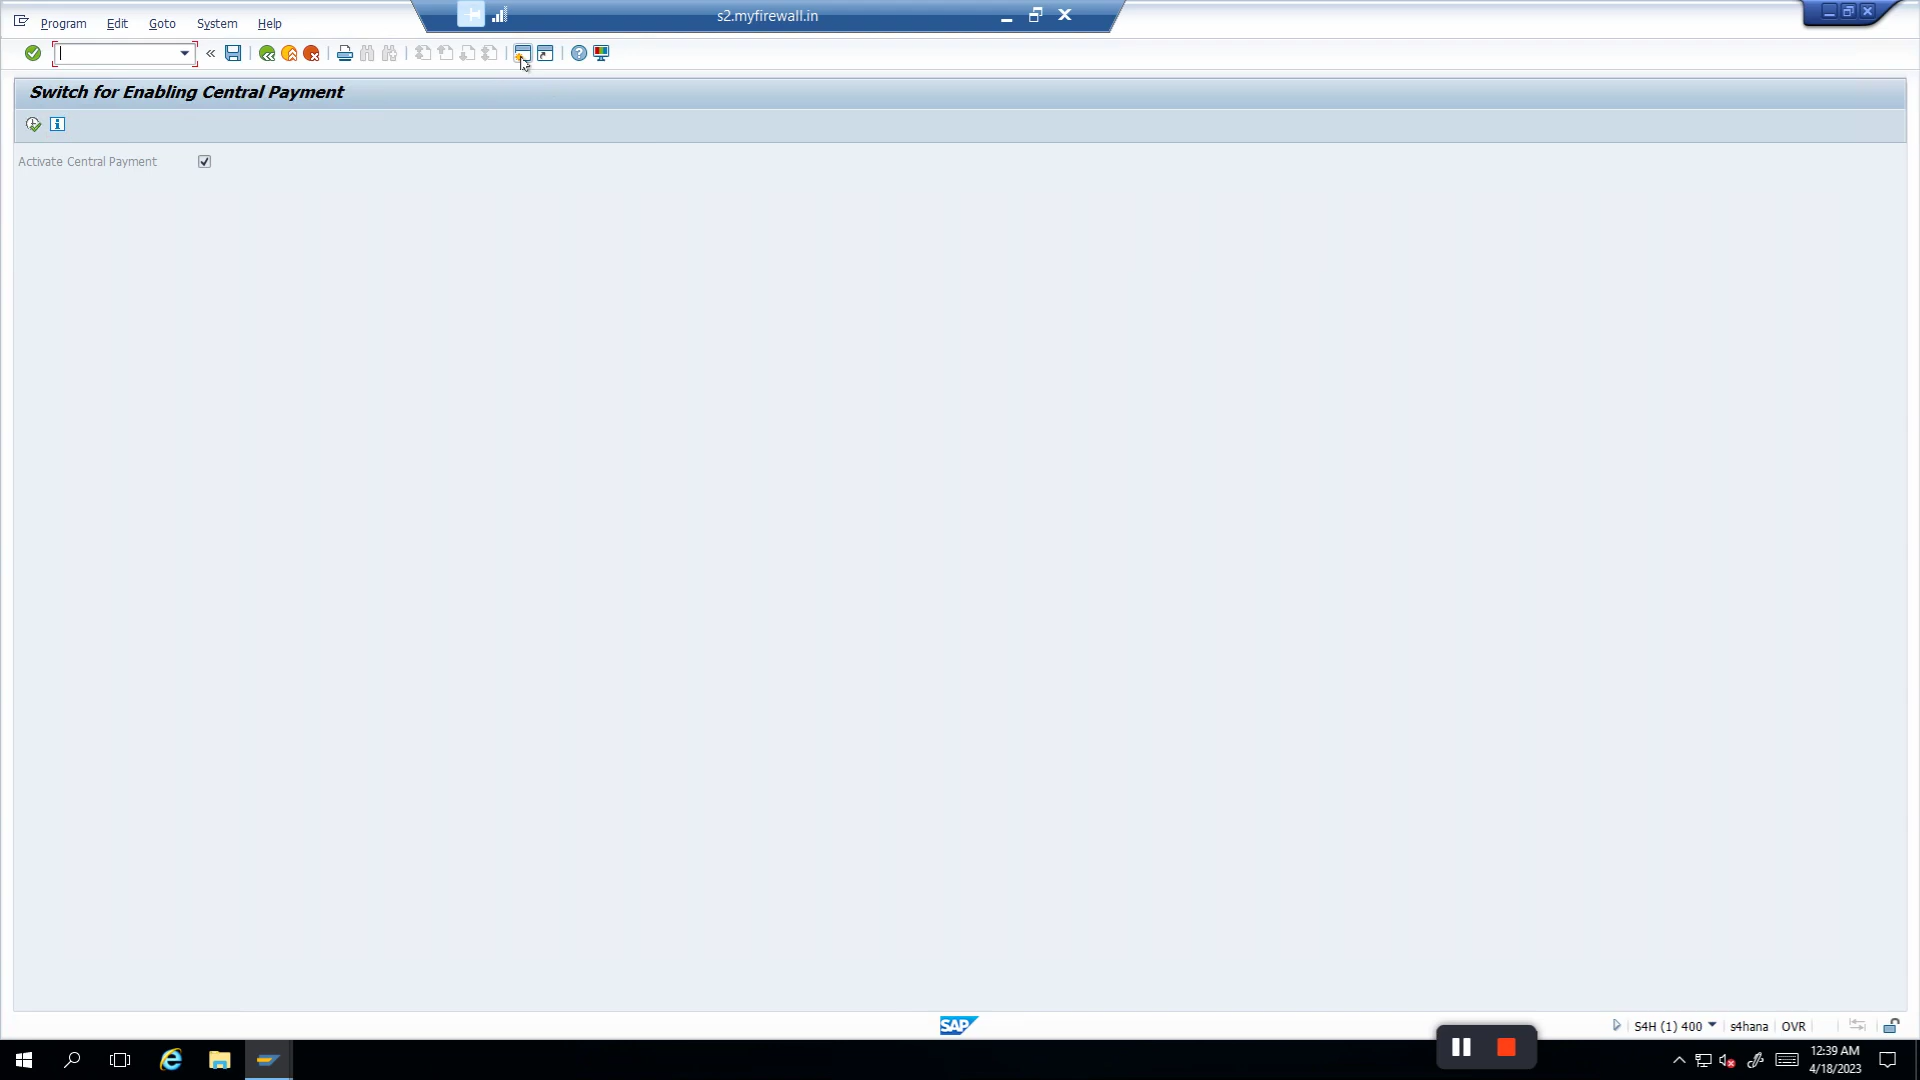 s2.myfirewall.in
Program Edit Goto System Help
Switch for Enabling Central Payment
Activate Central Payment
SAP
S4H (1) 400 s4hana OVR
12:39 AM
4/18/2023